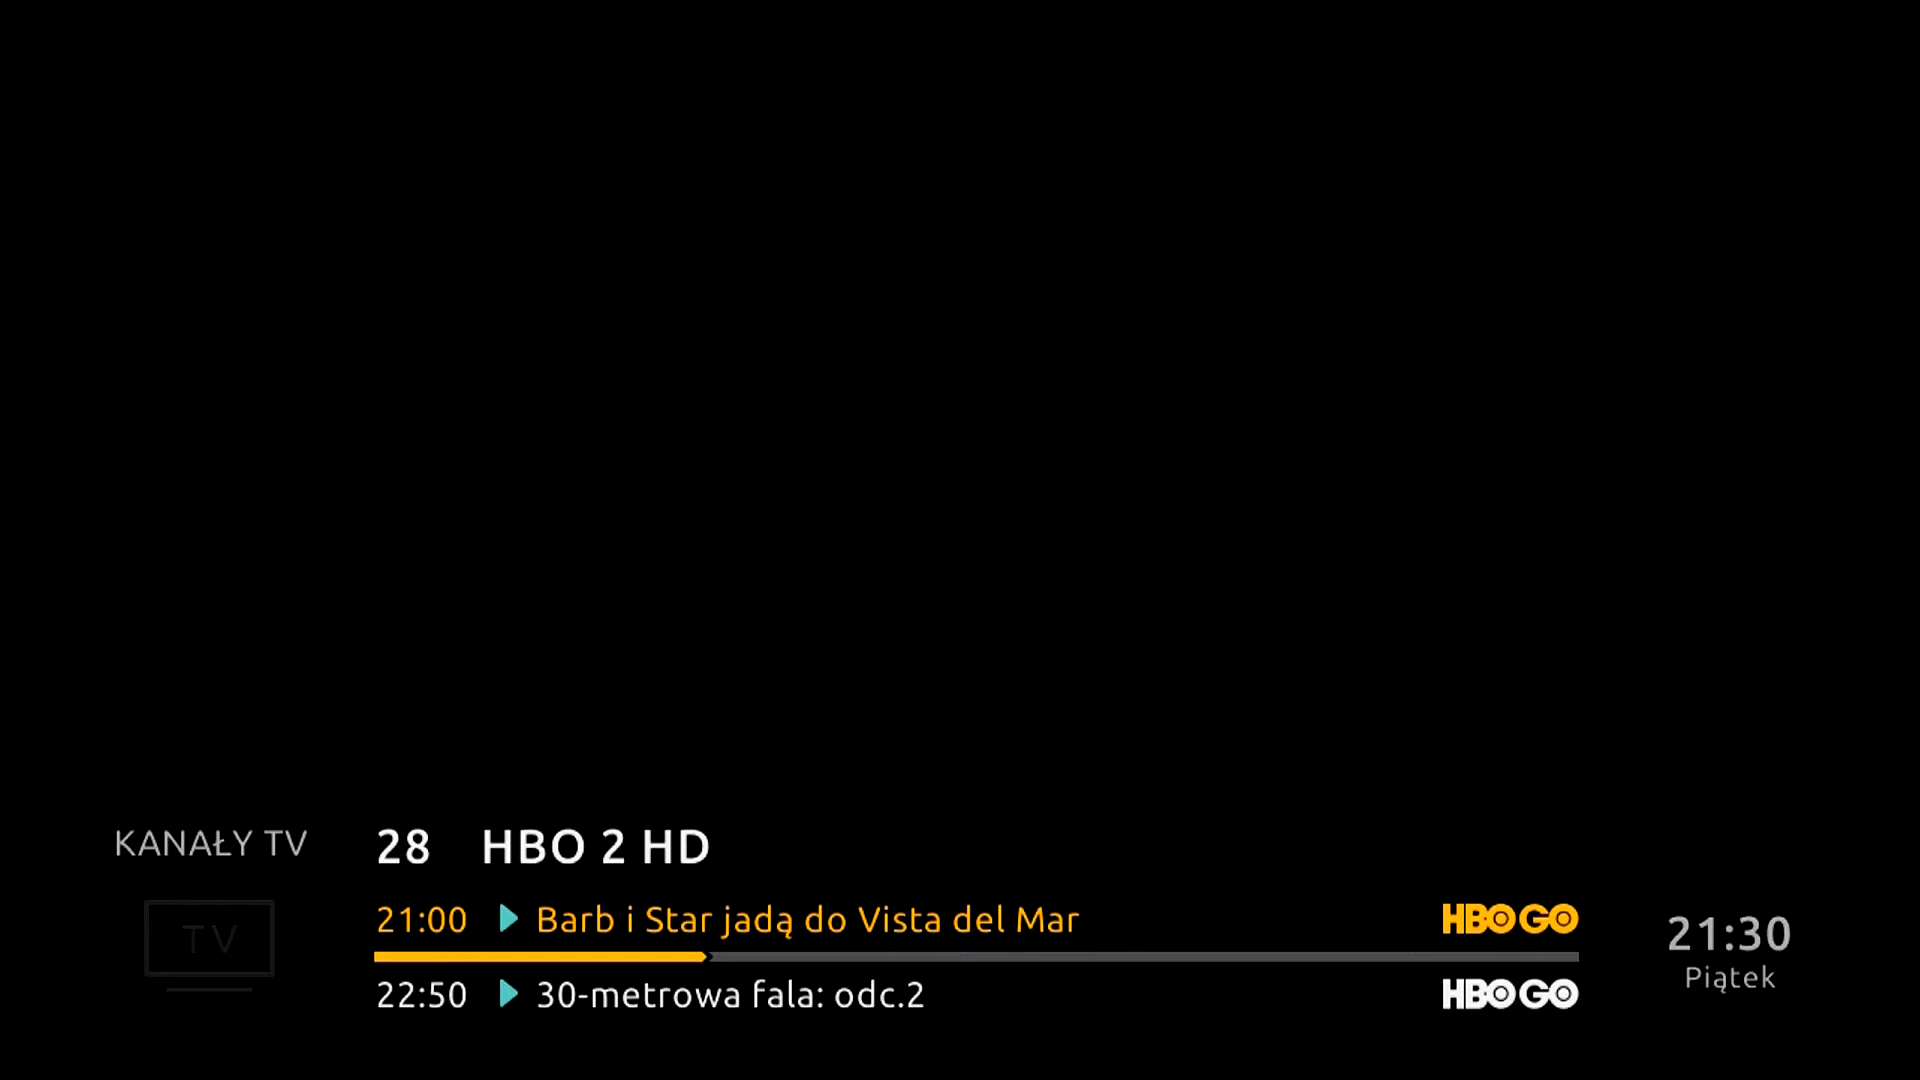 KANAŁY TV
28 HBO 2 HD
TV
21:00 Barb i Star jadą do Vista del Mar HBO GO
22:50 30-metrowa fala: odc.2 HBO GO
21:30
Piątek